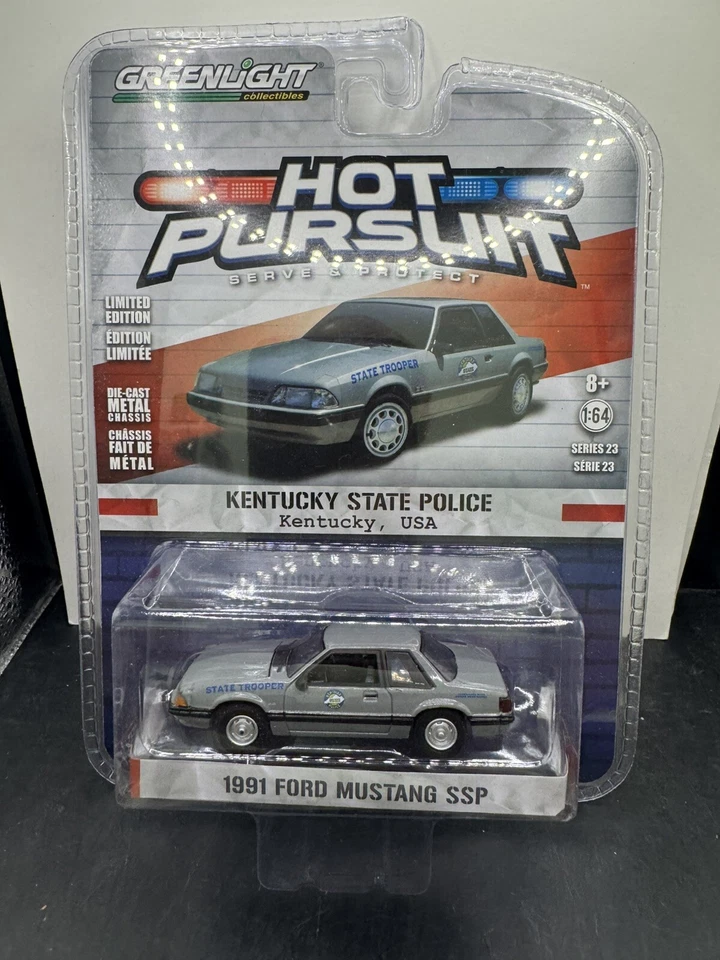 GREENLiGHT®
collectibles
HOT
PURSUIT
SERVE & PROTECT
™
LIMITED
EDITION
ÉDITION
LIMITÉE
DIE-CAST
METAL
CHASSIS
CHÂSSIS
FAIT DE
MÉTAL
STATE TROOPER
8+
1:64
SERIES 23
SÉRIE 23
KENTUCKY STATE POLICE
Kentucky, USA
STATE TROOPER
1991 FORD MUSTANG SSP